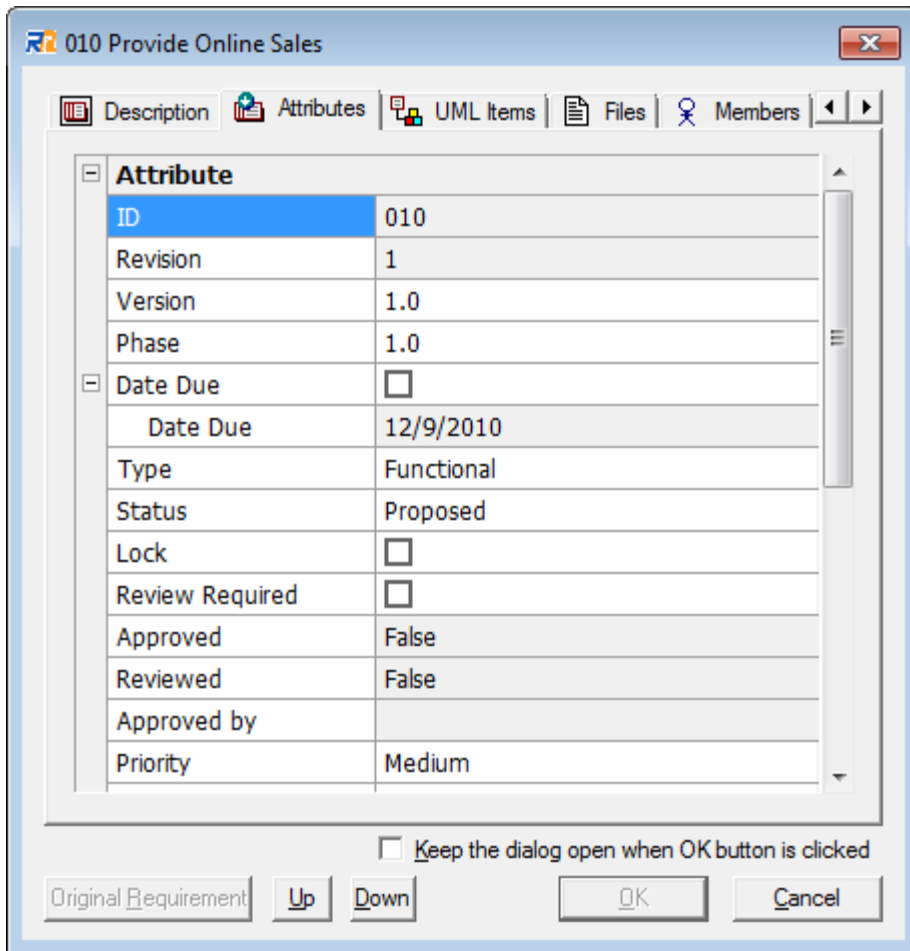 010 Provide Online Sales
Description Attributes UML Items Files Members
Attribute
ID 010
Revision 1
Version 1.0
Phase 1.0
Date Due
Date Due 12/9/2010
Type Functional
Status Proposed
Lock
Review Required
Approved False
Reviewed False
Approved by
Priority Medium
Keep the dialog open when OK button is clicked
Original Requirement Up Down OK Cancel